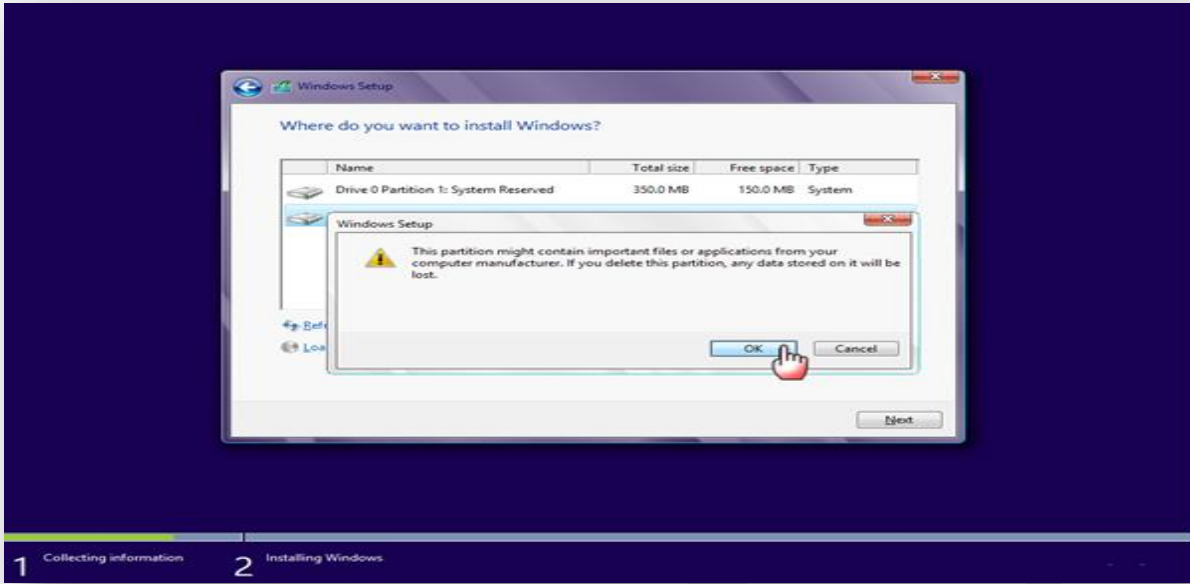 Windows Setup
Where do you want to install Windows?
Name Total size Free space Type
Drive 0 Partition 1: System Reserved 350.0 MB 150.0 MB System
Windows Setup
This partition might contain important files or applications from your
computer manufacturer. If you delete this partition, any data stored on it will be
lost.
OK Cancel
Next
1 Collecting information 2 Installing Windows